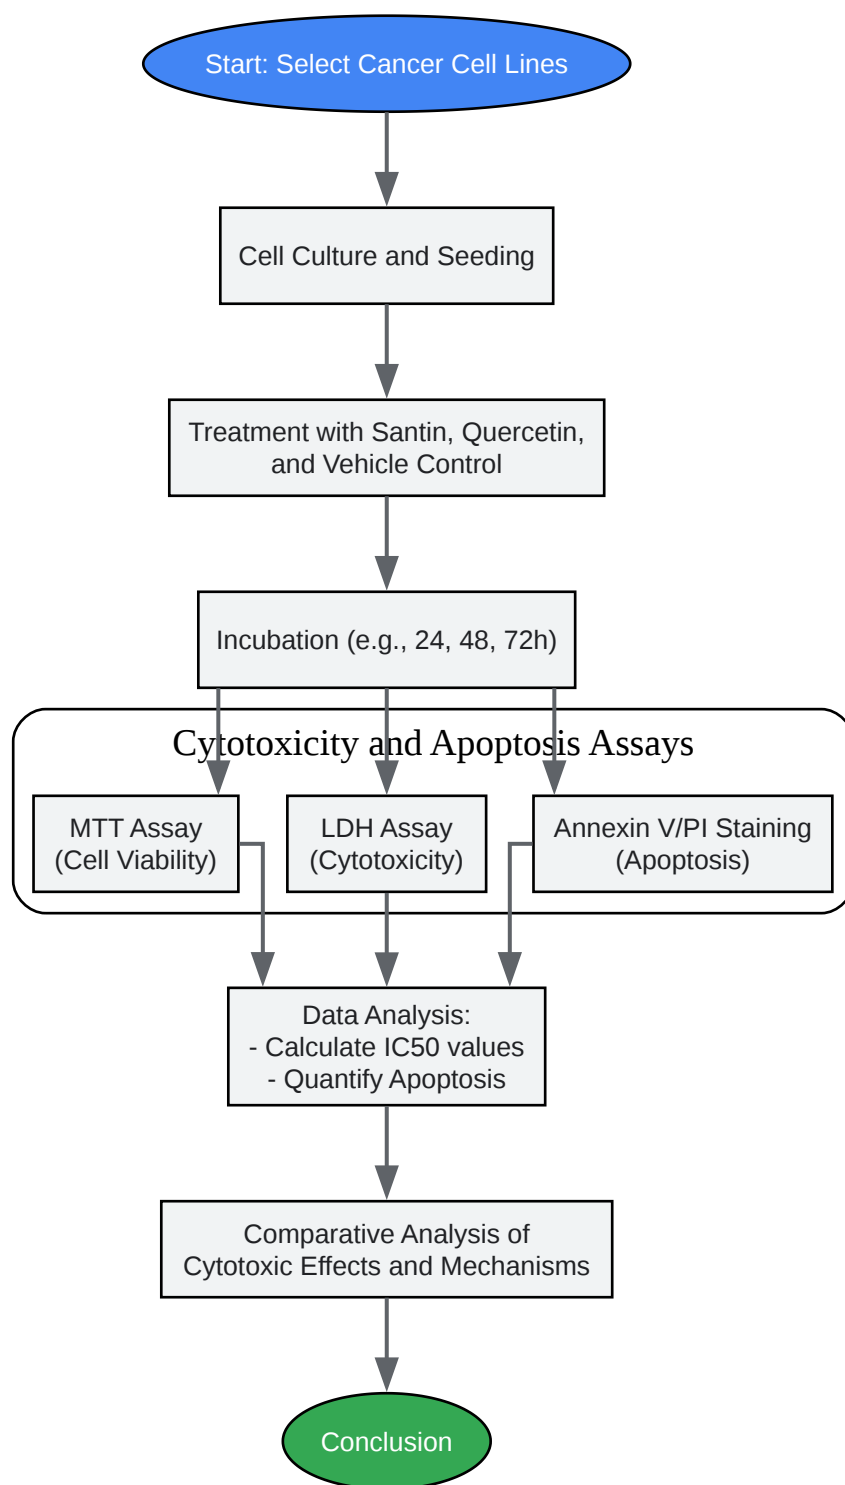 Start: Select Cancer Cell Lines
Cell Culture and Seeding
Treatment with Santin, Quercetin,
and Vehicle Control
Incubation (e.g., 24, 48, 72h)
Cytotoxicity and Apoptosis Assays
MTT Assay
(Cell Viability)
LDH Assay
(Cytotoxicity)
Annexin V/PI Staining
(Apoptosis)
Data Analysis:
- Calculate IC50 values
- Quantify Apoptosis
Comparative Analysis of
Cytotoxic Effects and Mechanisms
Conclusion